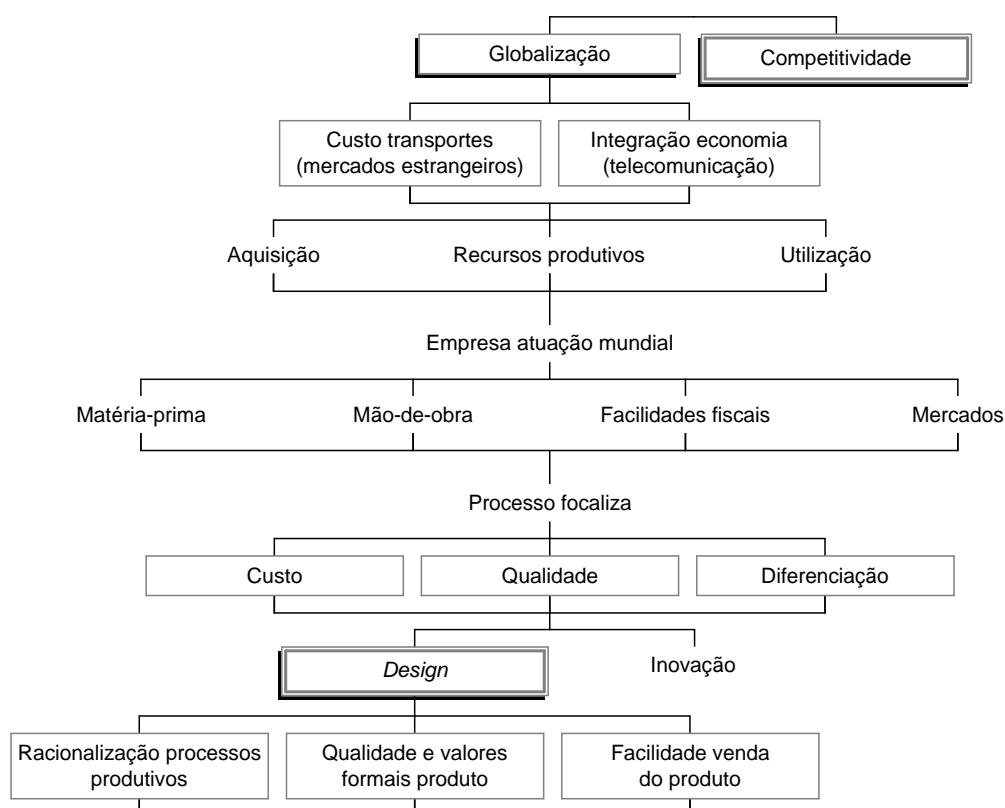 Globalização
Competitividade
Custo transportes
(mercados estrangeiros)
Integração economia
(telecomunicação)
Aquisição
Recursos produtivos
Utilização
Empresa atuação mundial
Matéria-prima
Mão-de-obra
Facilidades fiscais
Mercados
Processo focaliza
Custo
Qualidade
Diferenciação
Design
Inovação
Racionalização processos
produtivos
Qualidade e valores
formais produto
Facilidade venda
do produto